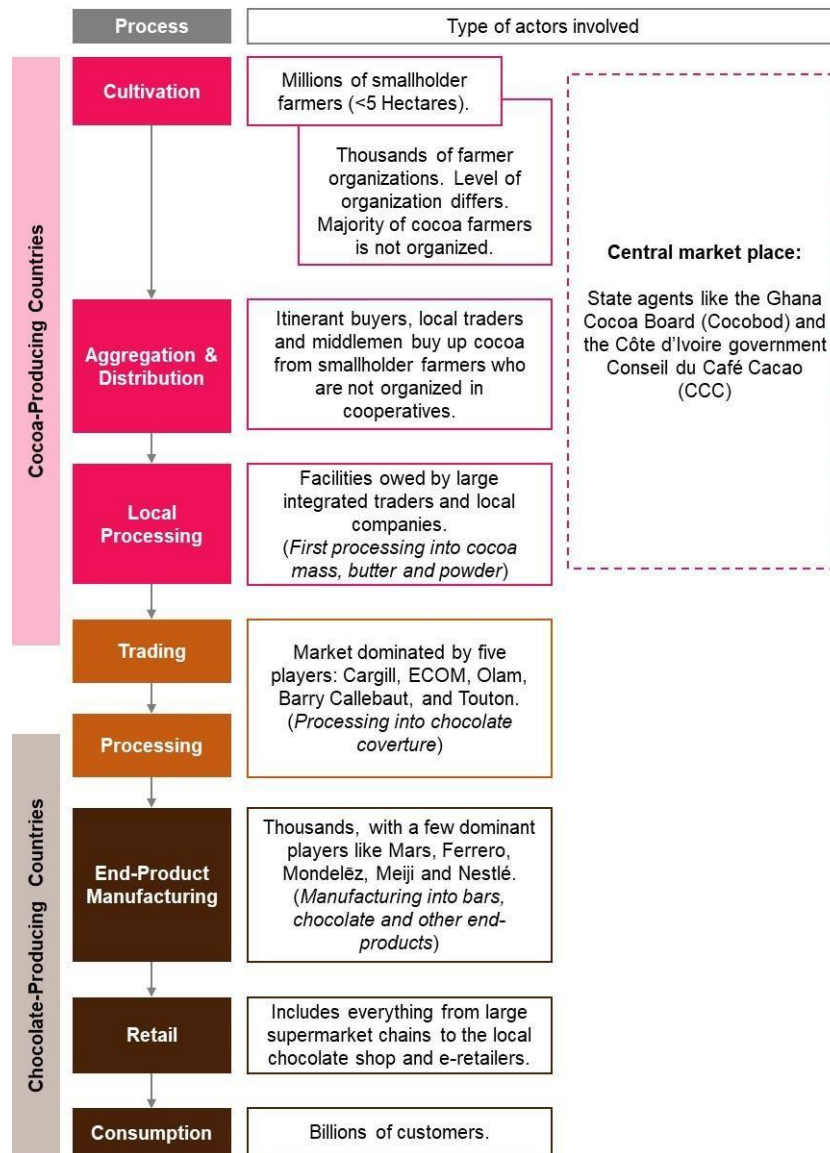 Process
Type of actors involved
Cocoa-Producing Countries
Cultivation
Millions of smallholder
farmers (<5 Hectares).
Thousands of farmer
organizations. Level of
organization differs.
Majority of cocoa farmers
is not organized.
Central market place:
State agents like the Ghana
Cocoa Board (Cocobod) and
the Côte d’Ivoire government
Conseil du Café Cacao
(CCC)
Aggregation &
Distribution
Itinerant buyers, local traders
and middlemen buy up cocoa
from smallholder farmers who
are not organized in
cooperatives.
Local
Processing
Facilities owed by large
integrated traders and local
companies.
(First processing into cocoa
mass, butter and powder)
Trading
Market dominated by five
players: Cargill, ECOM, Olam,
Barry Callebaut, and Touton.
(Processing into chocolate
coverture)
Processing
Chocolate-Producing Countries
End-Product
Manufacturing
Thousands, with a few dominant
players like Mars, Ferrero,
Mondelēz, Meiji and Nestlé.
(Manufacturing into bars,
chocolate and other end-
products)
Retail
Includes everything from large
supermarket chains to the local
chocolate shop and e-retailers.
Consumption
Billions of customers.